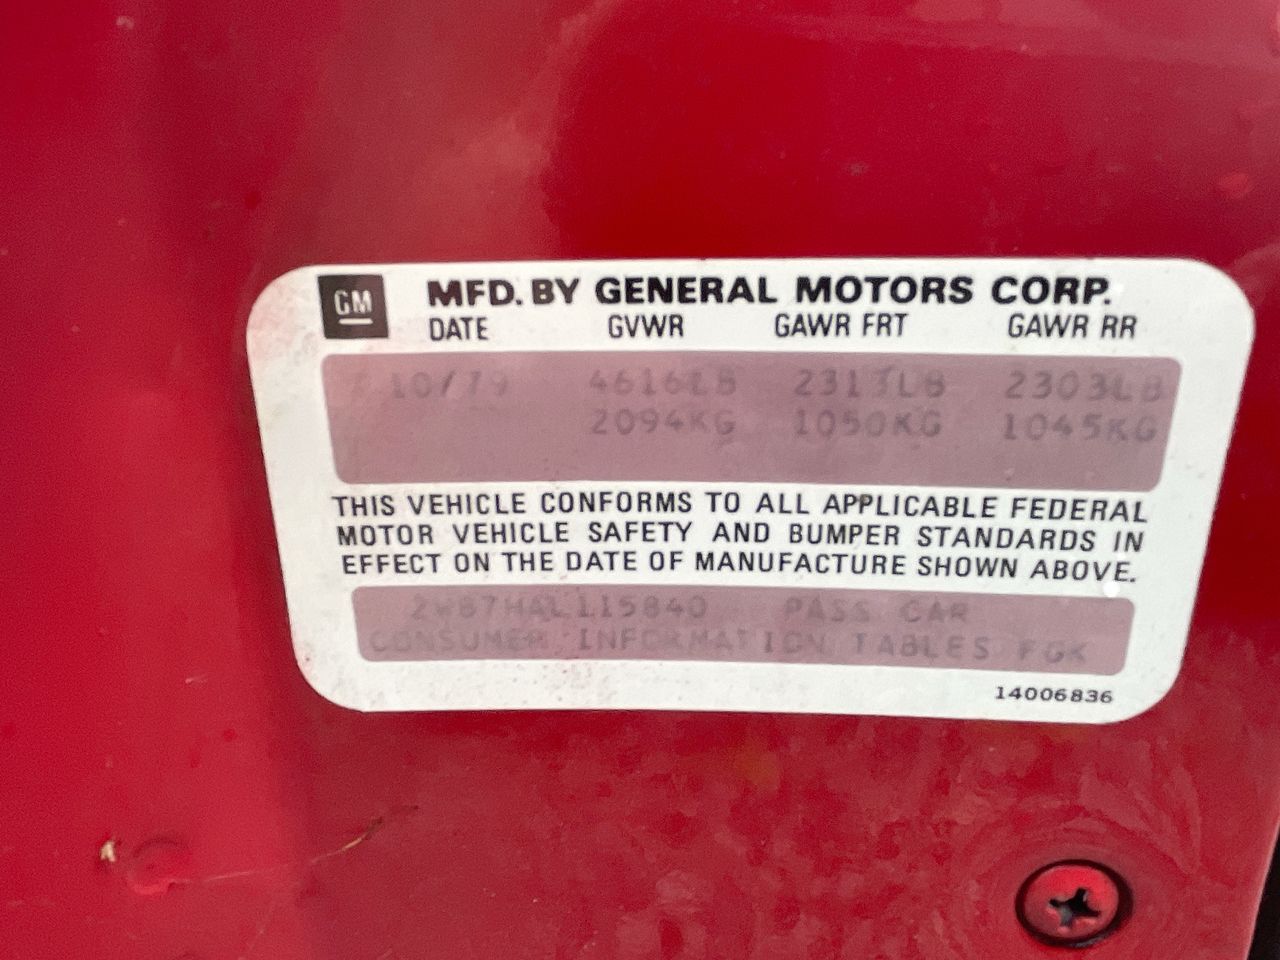 GM MFD. BY GENERAL MOTORS CORP.
DATE GVWR GAWR FRT GAWR RR
10/79 4616LB 2313LB 2303LB
2094KG 1050KG 1045KG
THIS VEHICLE CONFORMS TO ALL APPLICABLE FEDERAL
MOTOR VEHICLE SAFETY AND BUMPER STANDARDS IN
EFFECT ON THE DATE OF MANUFACTURE SHOWN ABOVE.
2W87HAL115840 PASS CAR
CONSUMER INFORMATION TABLES FGK
14006836